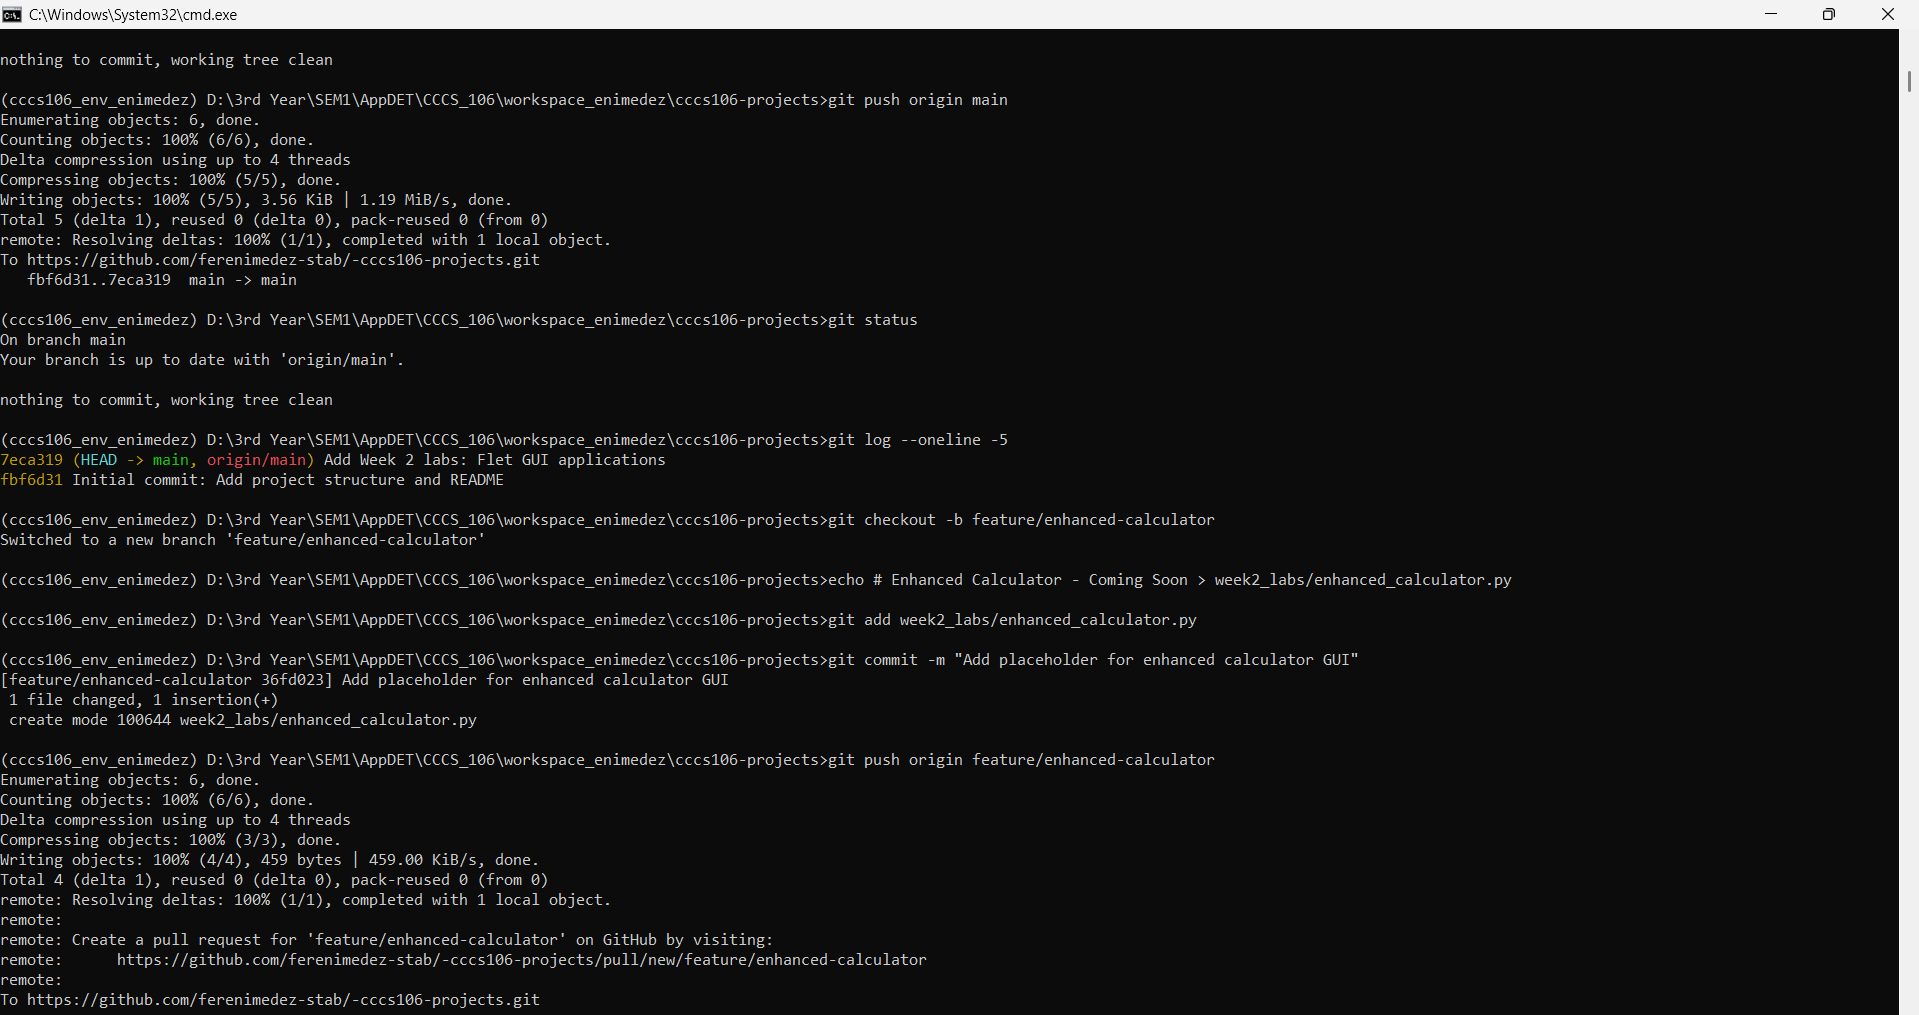 C:\Windows\System32\cmd.exe
nothing to commit, working tree clean
(cccs106_env_enimedez) D:\3rd Year\SEM1\AppDET\CCCS_106\workspace_enimedez\cccs106-projects>git push origin main
Enumerating objects: 6, done.
Counting objects: 100% (6/6), done.
Delta compression using up to 4 threads
Compressing objects: 100% (5/5), done.
Writing objects: 100% (5/5), 3.56 KiB | 1.19 MiB/s, done.
Total 5 (delta 1), reused 0 (delta 0), pack-reused 0 (from 0)
remote: Resolving deltas: 100% (1/1), completed with 1 local object.
To https://github.com/ferenimedez-stab/-cccs106-projects.git
   fbf6d31..7eca319  main -> main
(cccs106_env_enimedez) D:\3rd Year\SEM1\AppDET\CCCS_106\workspace_enimedez\cccs106-projects>git status
On branch main
Your branch is up to date with 'origin/main'.
nothing to commit, working tree clean
(cccs106_env_enimedez) D:\3rd Year\SEM1\AppDET\CCCS_106\workspace_enimedez\cccs106-projects>git log --oneline -5
7eca319 (HEAD -> main, origin/main) Add Week 2 labs: Flet GUI applications
fbf6d31 Initial commit: Add project structure and README
(cccs106_env_enimedez) D:\3rd Year\SEM1\AppDET\CCCS_106\workspace_enimedez\cccs106-projects>git checkout -b feature/enhanced-calculator
Switched to a new branch 'feature/enhanced-calculator'
(cccs106_env_enimedez) D:\3rd Year\SEM1\AppDET\CCCS_106\workspace_enimedez\cccs106-projects>echo # Enhanced Calculator - Coming Soon > week2_labs/enhanced_calculator.py
(cccs106_env_enimedez) D:\3rd Year\SEM1\AppDET\CCCS_106\workspace_enimedez\cccs106-projects>git add week2_labs/enhanced_calculator.py
(cccs106_env_enimedez) D:\3rd Year\SEM1\AppDET\CCCS_106\workspace_enimedez\cccs106-projects>git commit -m "Add placeholder for enhanced calculator GUI"
[feature/enhanced-calculator 36fd023] Add placeholder for enhanced calculator GUI
 1 file changed, 1 insertion(+)
 create mode 100644 week2_labs/enhanced_calculator.py
(cccs106_env_enimedez) D:\3rd Year\SEM1\AppDET\CCCS_106\workspace_enimedez\cccs106-projects>git push origin feature/enhanced-calculator
Enumerating objects: 6, done.
Counting objects: 100% (6/6), done.
Delta compression using up to 4 threads
Compressing objects: 100% (3/3), done.
Writing objects: 100% (4/4), 459 bytes | 459.00 KiB/s, done.
Total 4 (delta 1), reused 0 (delta 0), pack-reused 0 (from 0)
remote: Resolving deltas: 100% (1/1), completed with 1 local object.
remote:
remote: Create a pull request for 'feature/enhanced-calculator' on GitHub by visiting:
remote:      https://github.com/ferenimedez-stab/-cccs106-projects/pull/new/feature/enhanced-calculator
remote:
To https://github.com/ferenimedez-stab/-cccs106-projects.git